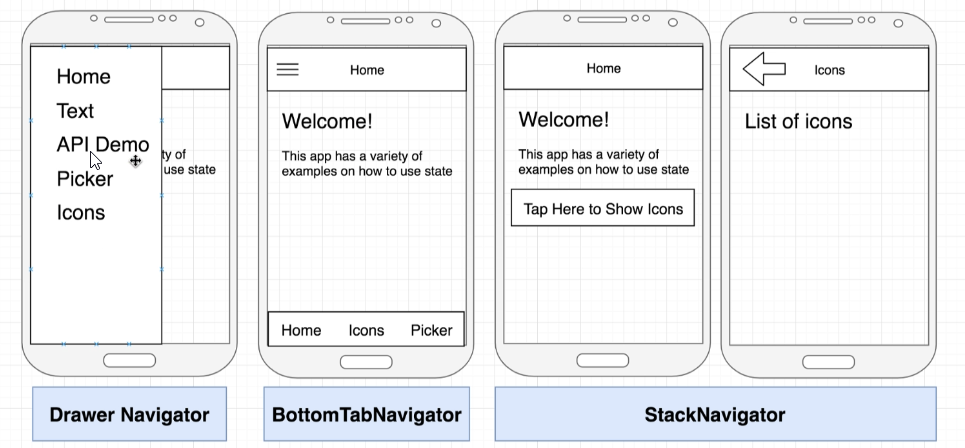 Home
Text
API Demo
Picker
Icons
ty of
use state
Drawer Navigator
Home
Welcome!
This app has a variety of
examples on how to use state
Home Icons Picker
BottomTabNavigator
Home
Welcome!
This app has a variety of
examples on how to use state
Tap Here to Show Icons
Icons
List of icons
StackNavigator